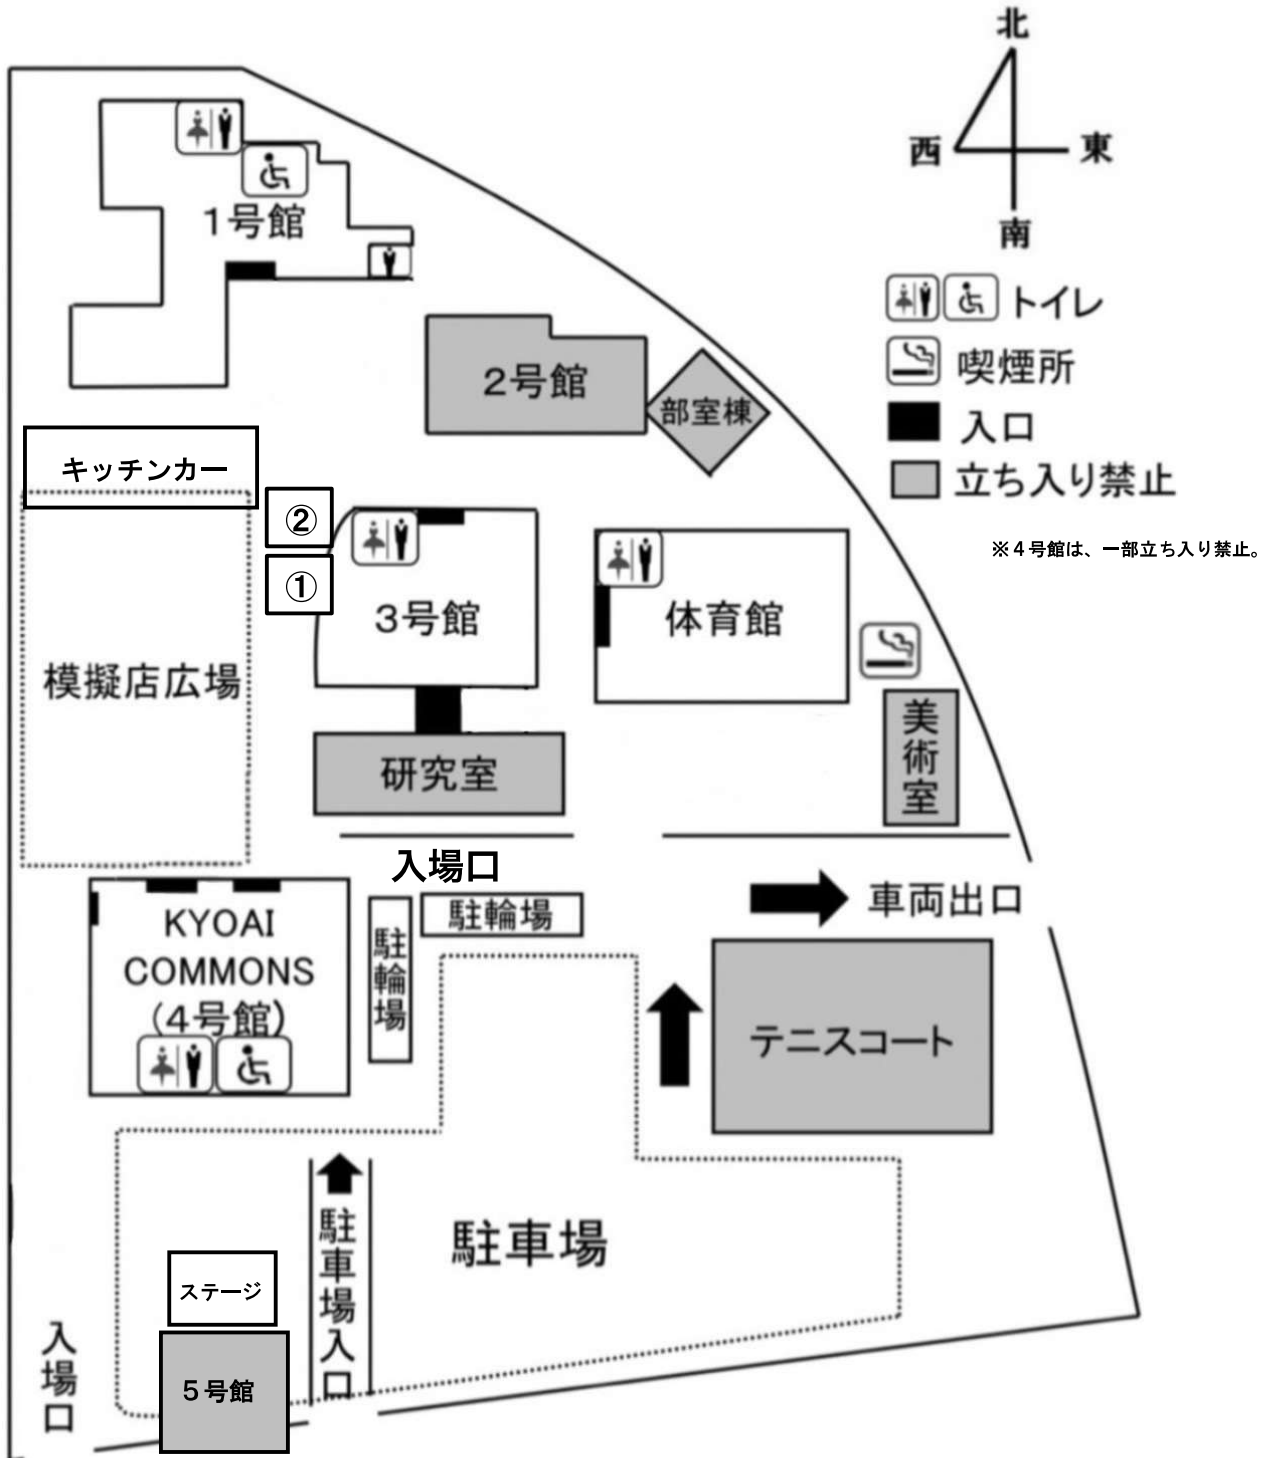 北
西
東
南
トイレ
喫煙所
入口
立ち入り禁止
※４号館は、一部立ち入り禁止。
1号館
2号館
部室棟
キッチンカー
②
①
3号館
体育館
模擬店広場
研究室
美術室
入場口
車両出口
駐輪場
駐輪場
KYOAI
COMMONS
(4号館)
テニスコート
駐車場
駐車場入口
ステージ
5号館
入場口